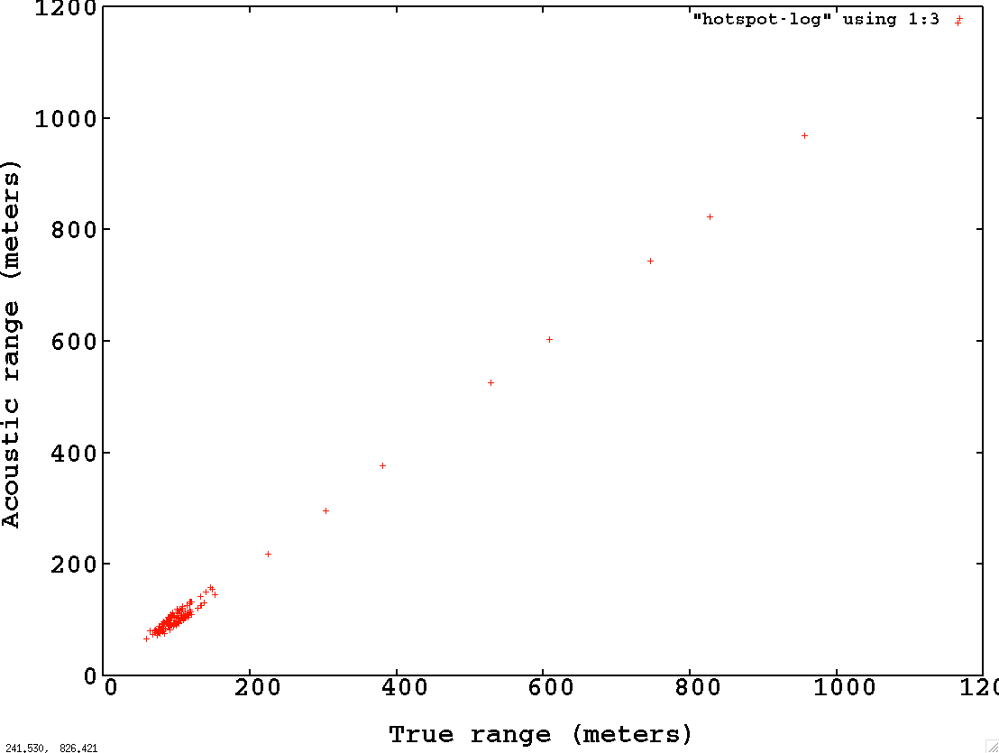 1200
"hotspot-log" using 1:3
1000
800
600
400
200
0
Acoustic range (meters)
0 200 400 600 800 1000 120
True range (meters)
241.530, 826.421